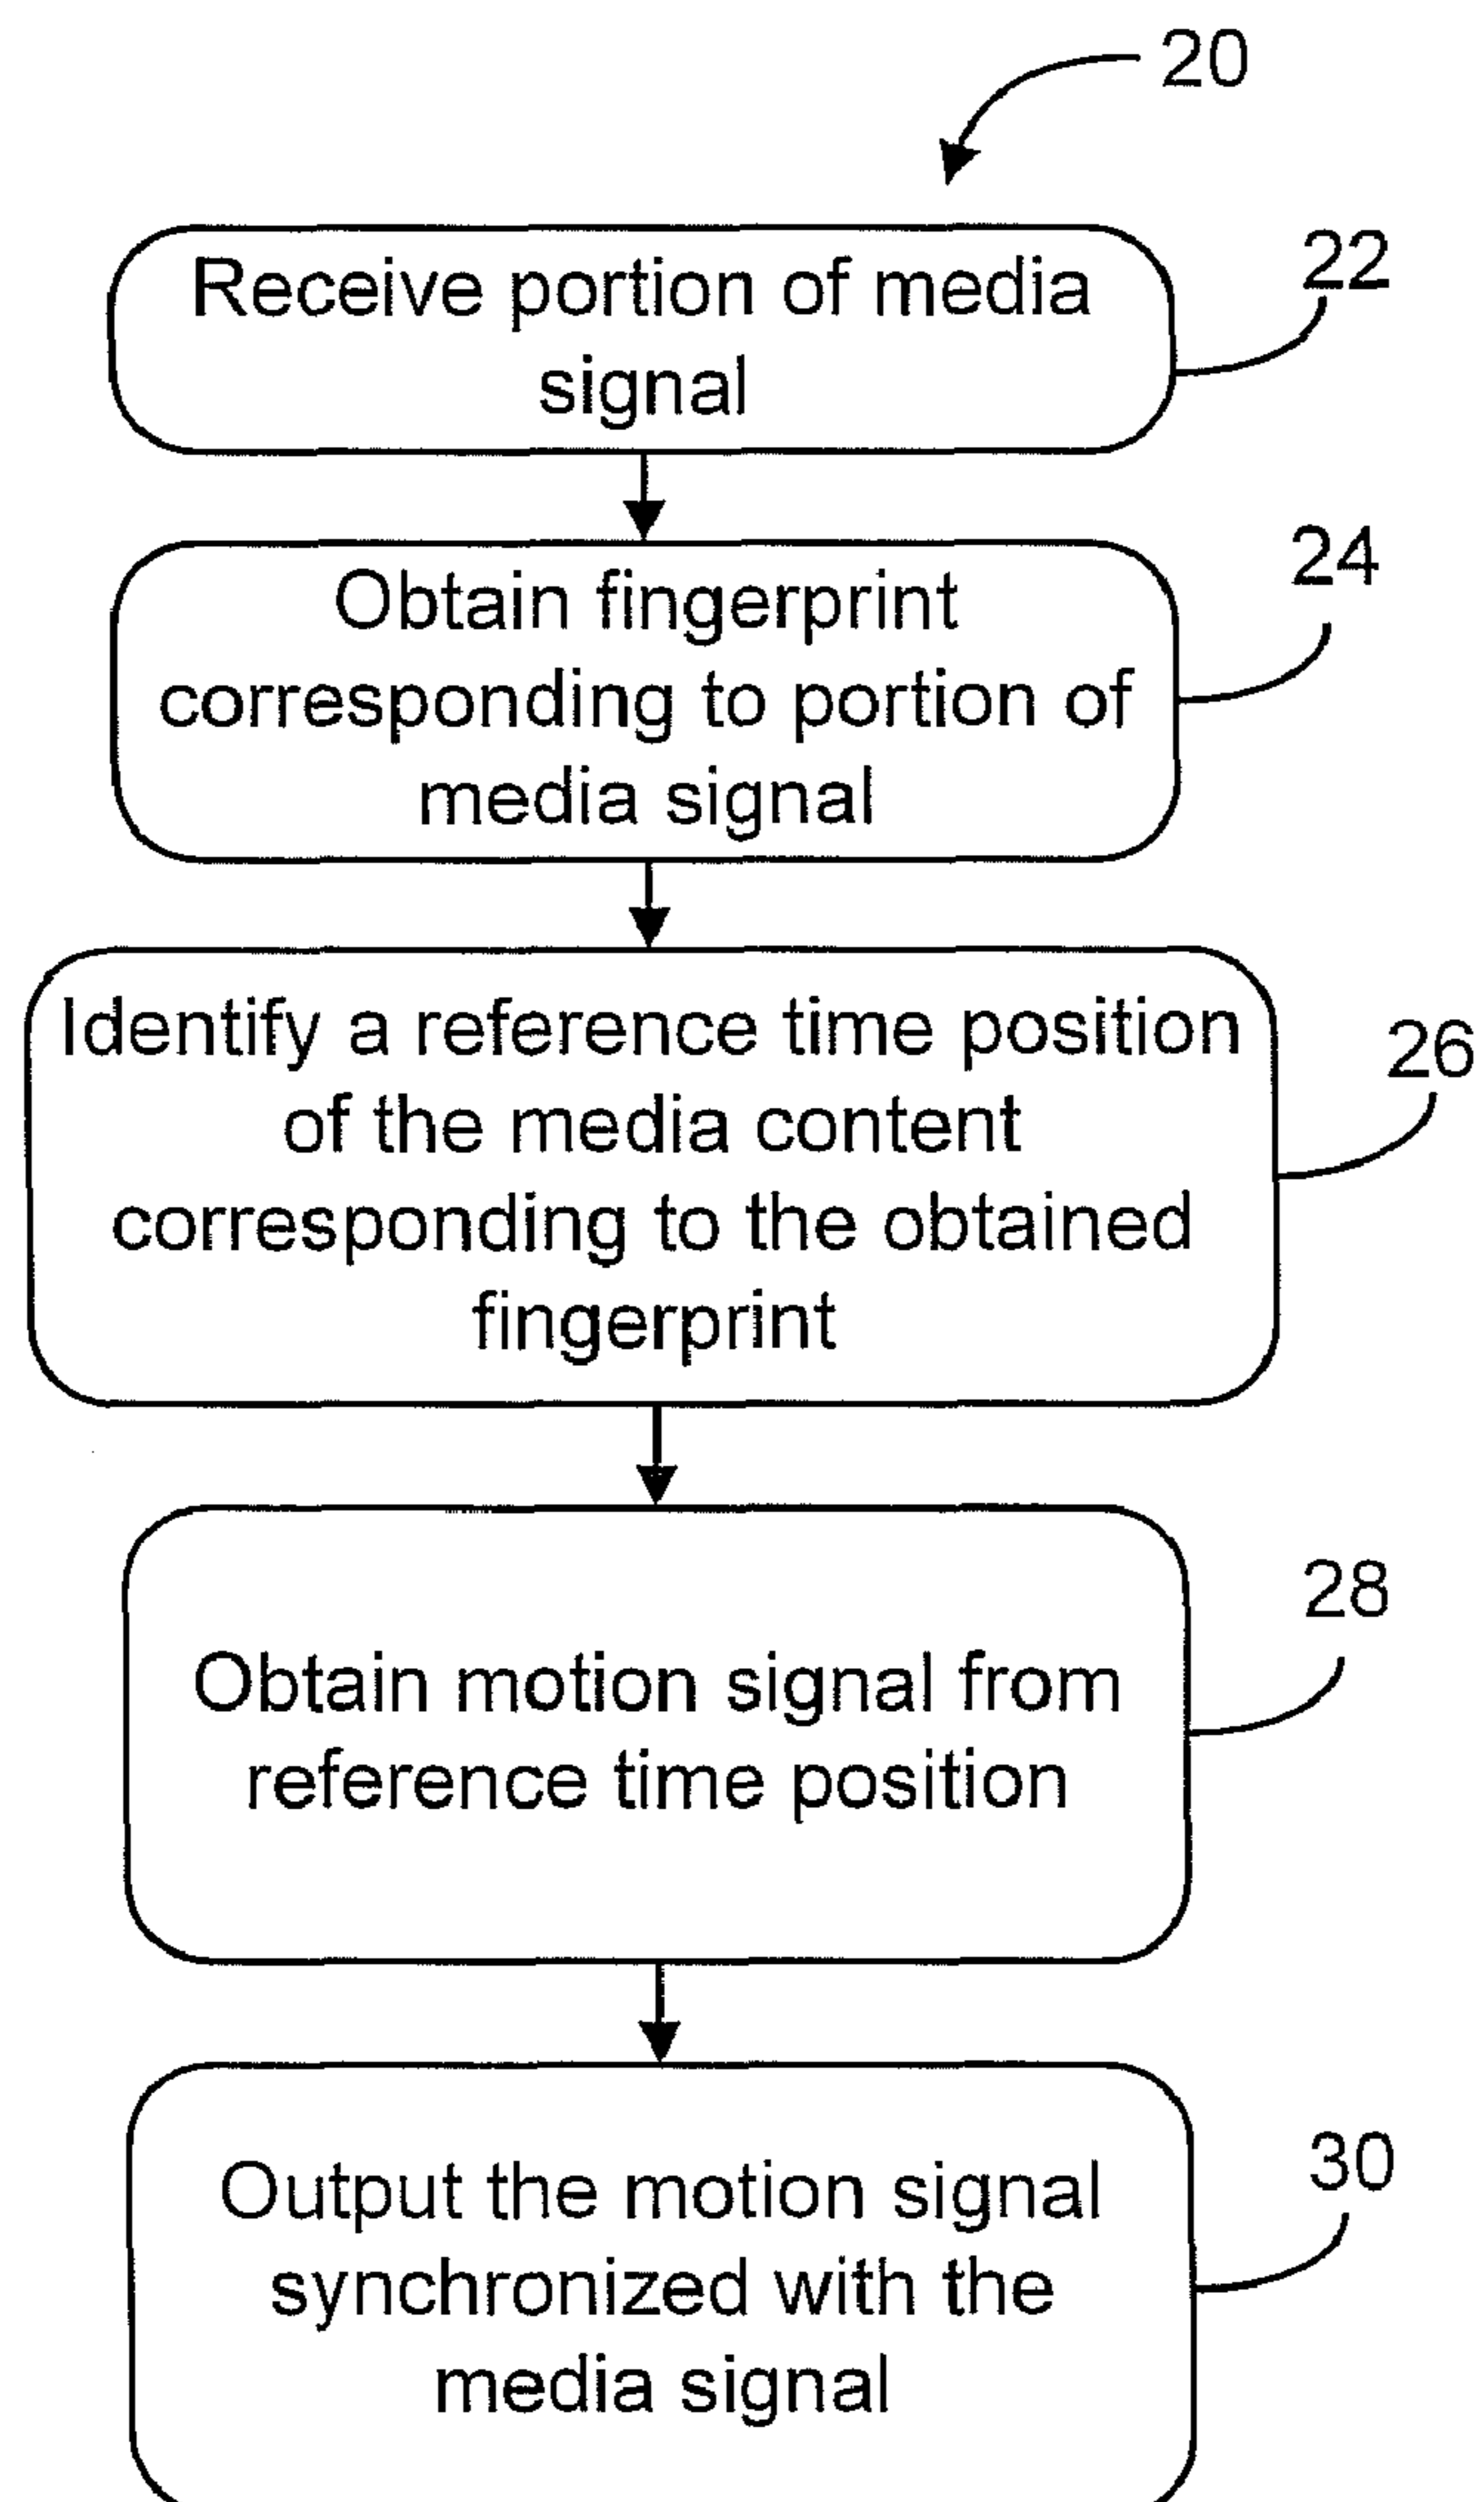 20
Receive portion of media
signal
22
Obtain fingerprint
corresponding to portion of
media signal
24
Identify a reference time position
of the media content
corresponding to the obtained
fingerprint
26
Obtain motion signal from
reference time position
28
Output the motion signal
synchronized with the
media signal
30